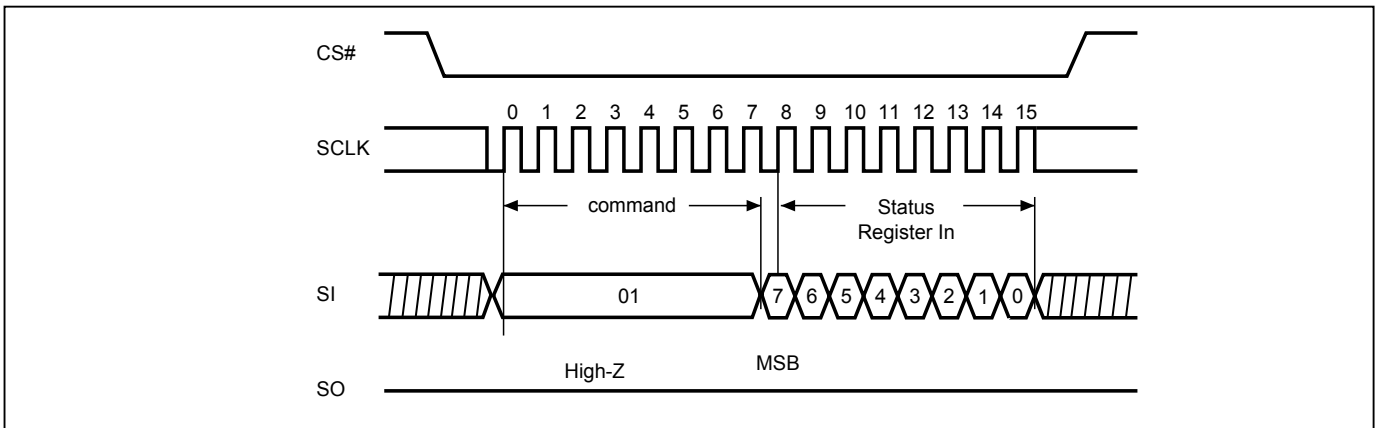 CS#
0 1 2 3 4 5 6 7 8 9 10 11 12 13 14 15
SCLK
command
Status
Register In
SI
01
7 6 5 4 3 2 1 0
High-Z
MSB
SO